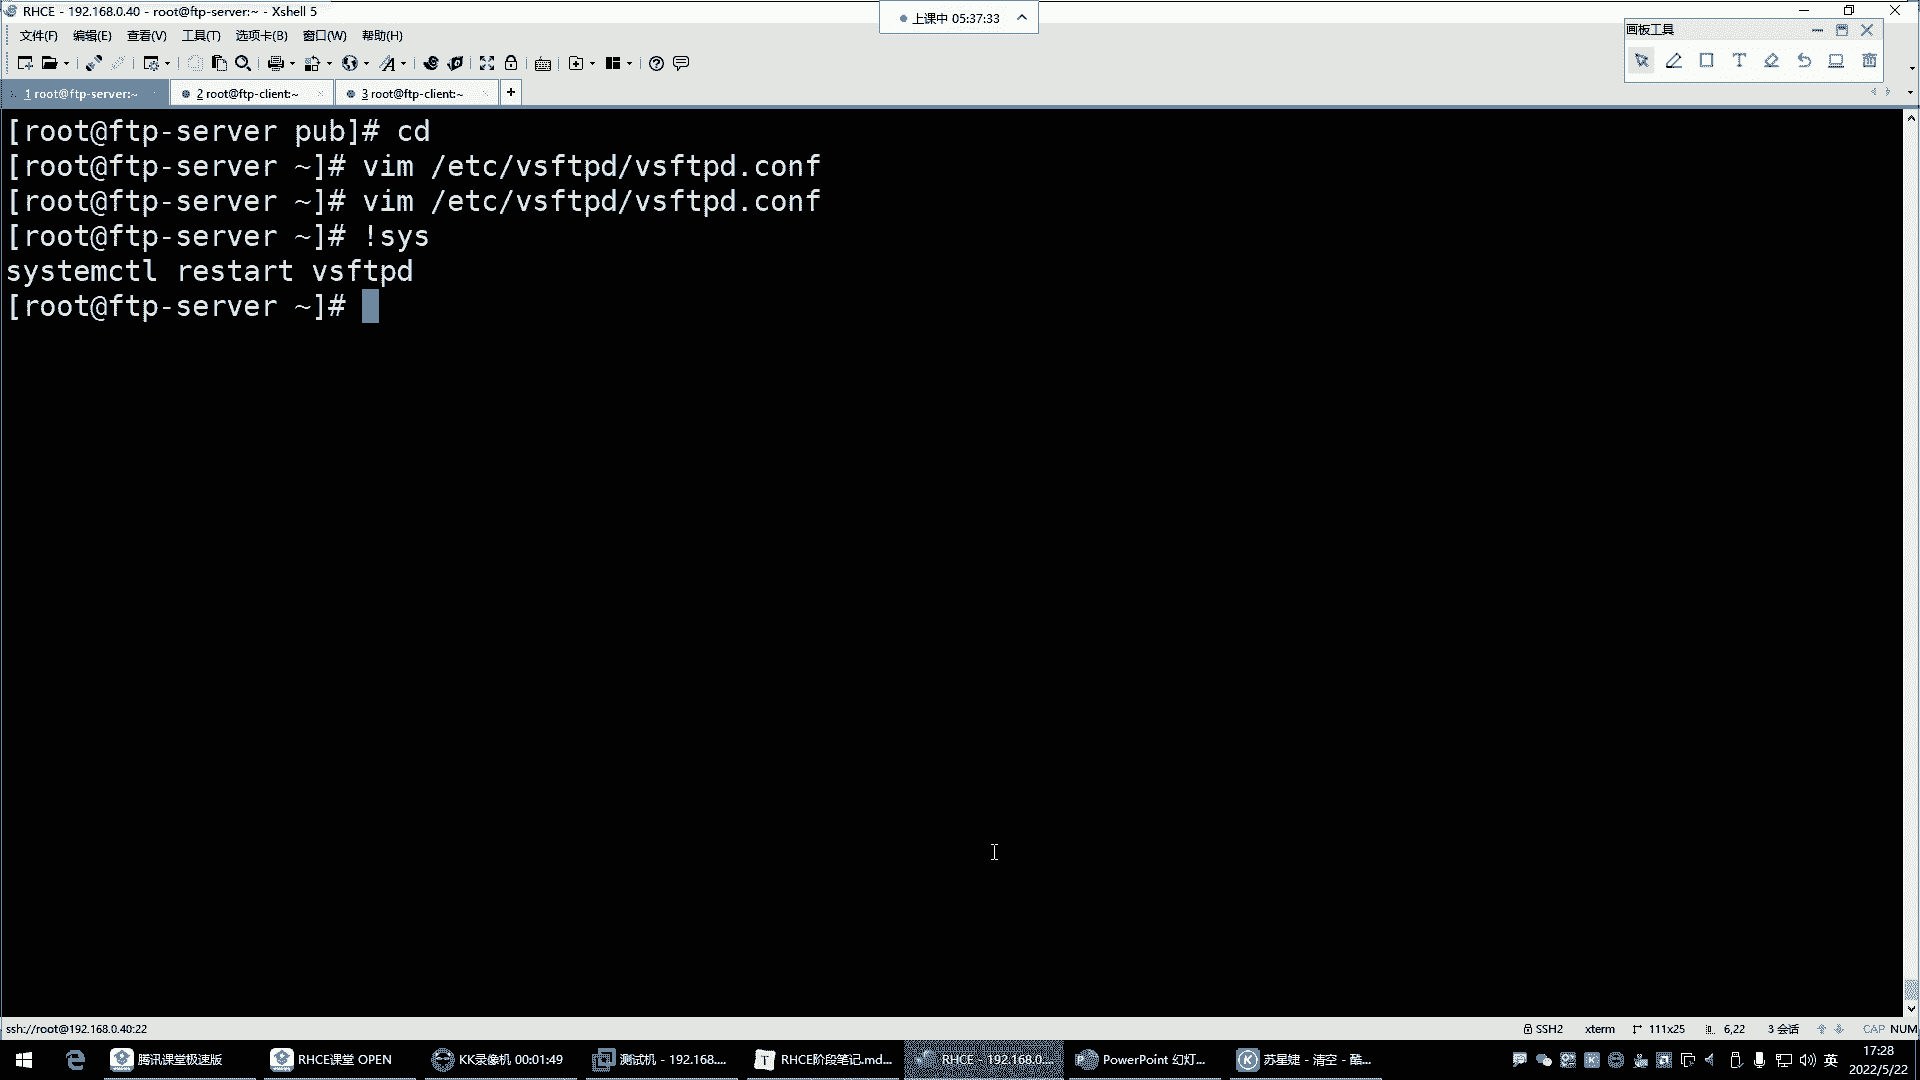 RHCE - 192.168.0.40 - root@ftp-server:~ - Xshell 5
上课中 05:37:33
文件(F) 编辑(E) 查看(V) 工具(T) 选项卡(B) 窗口(W) 帮助(H)
画板工具
1 root@ftp-server:~
2 root@ftp-client:~
3 root@ftp-client:~
[root@ftp-server pub]# cd
[root@ftp-server ~]# vim /etc/vsftpd/vsftpd.conf
[root@ftp-server ~]# vim /etc/vsftpd/vsftpd.conf
[root@ftp-server ~]# !sys
systemctl restart vsftpd
[root@ftp-server ~]#
ssh://root@192.168.0.40:22
SSH2 xterm 111x25 6,22 3 会话 CAP NUM
腾讯课堂极速版
RHCE课堂 OPEN
KK录像机 00:01:49
测试机 - 192.168....
RHCE阶段笔记.md...
RHCE - 192.168.0....
PowerPoint 幻灯...
苏星婕 - 清空 - 酷...
英
17:28
2022/5/22